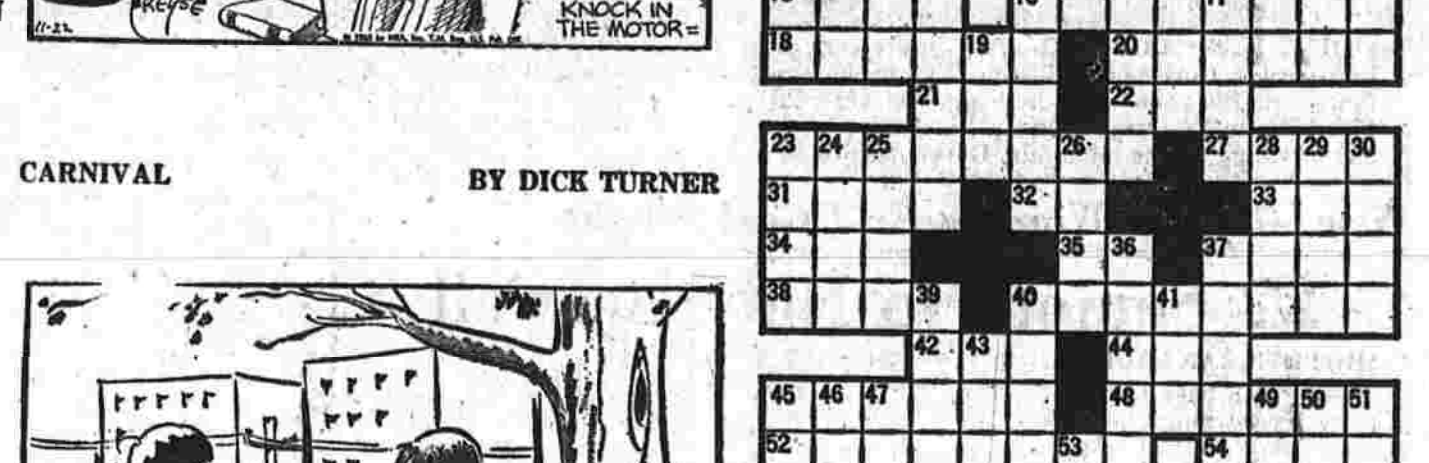 KNOCK IN
THE MOTOR=
11-22
18 19 20
21 22
CARNIVAL BY DICK TURNER
23 24 25 26 27 28 29 30
31 32 33
34 35 36 37
38 39 40 41
42 43 44
45 46 47 48 49 50 51
52 53 54